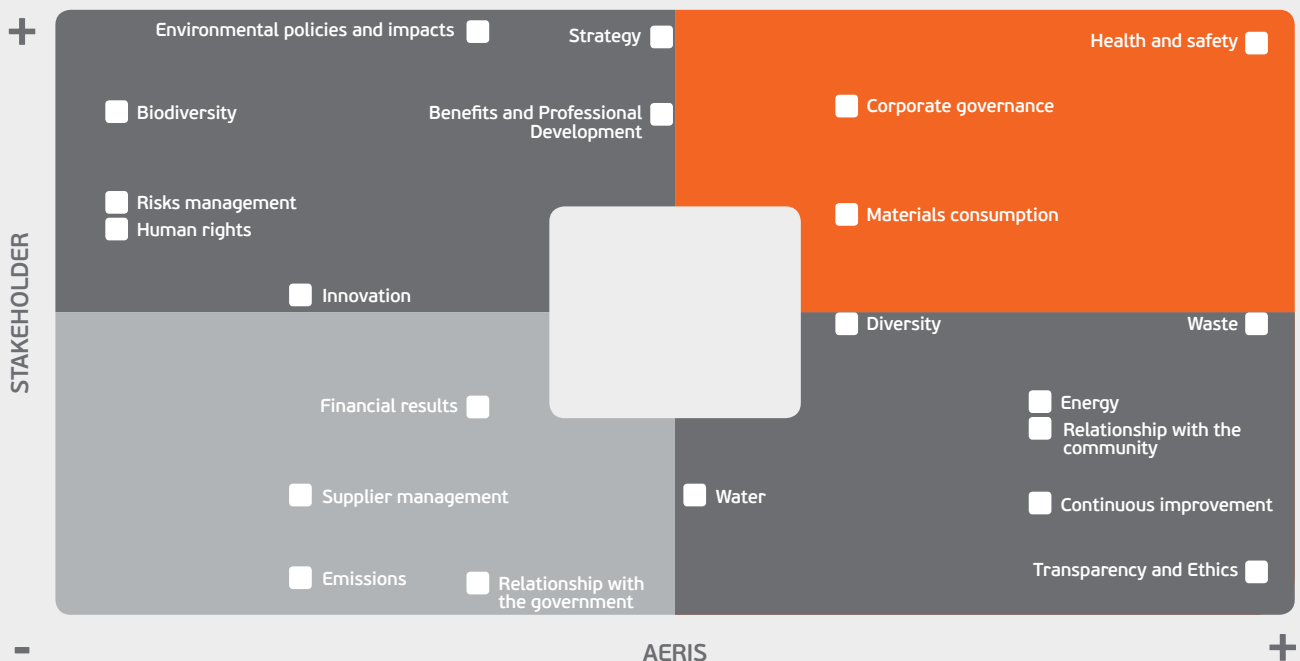 +
Environmental policies and impacts
Strategy
Health and safety
Biodiversity
Benefits and Professional
Development
Corporate governance
Risks management
Human rights
Materials consumption
Innovation
STAKEHOLDER
Diversity
Waste
Financial results
Energy
Relationship with the
community
Supplier management
Water
Continuous improvement
Emissions
Relationship with
the government
Transparency and Ethics
-
AERIS
+